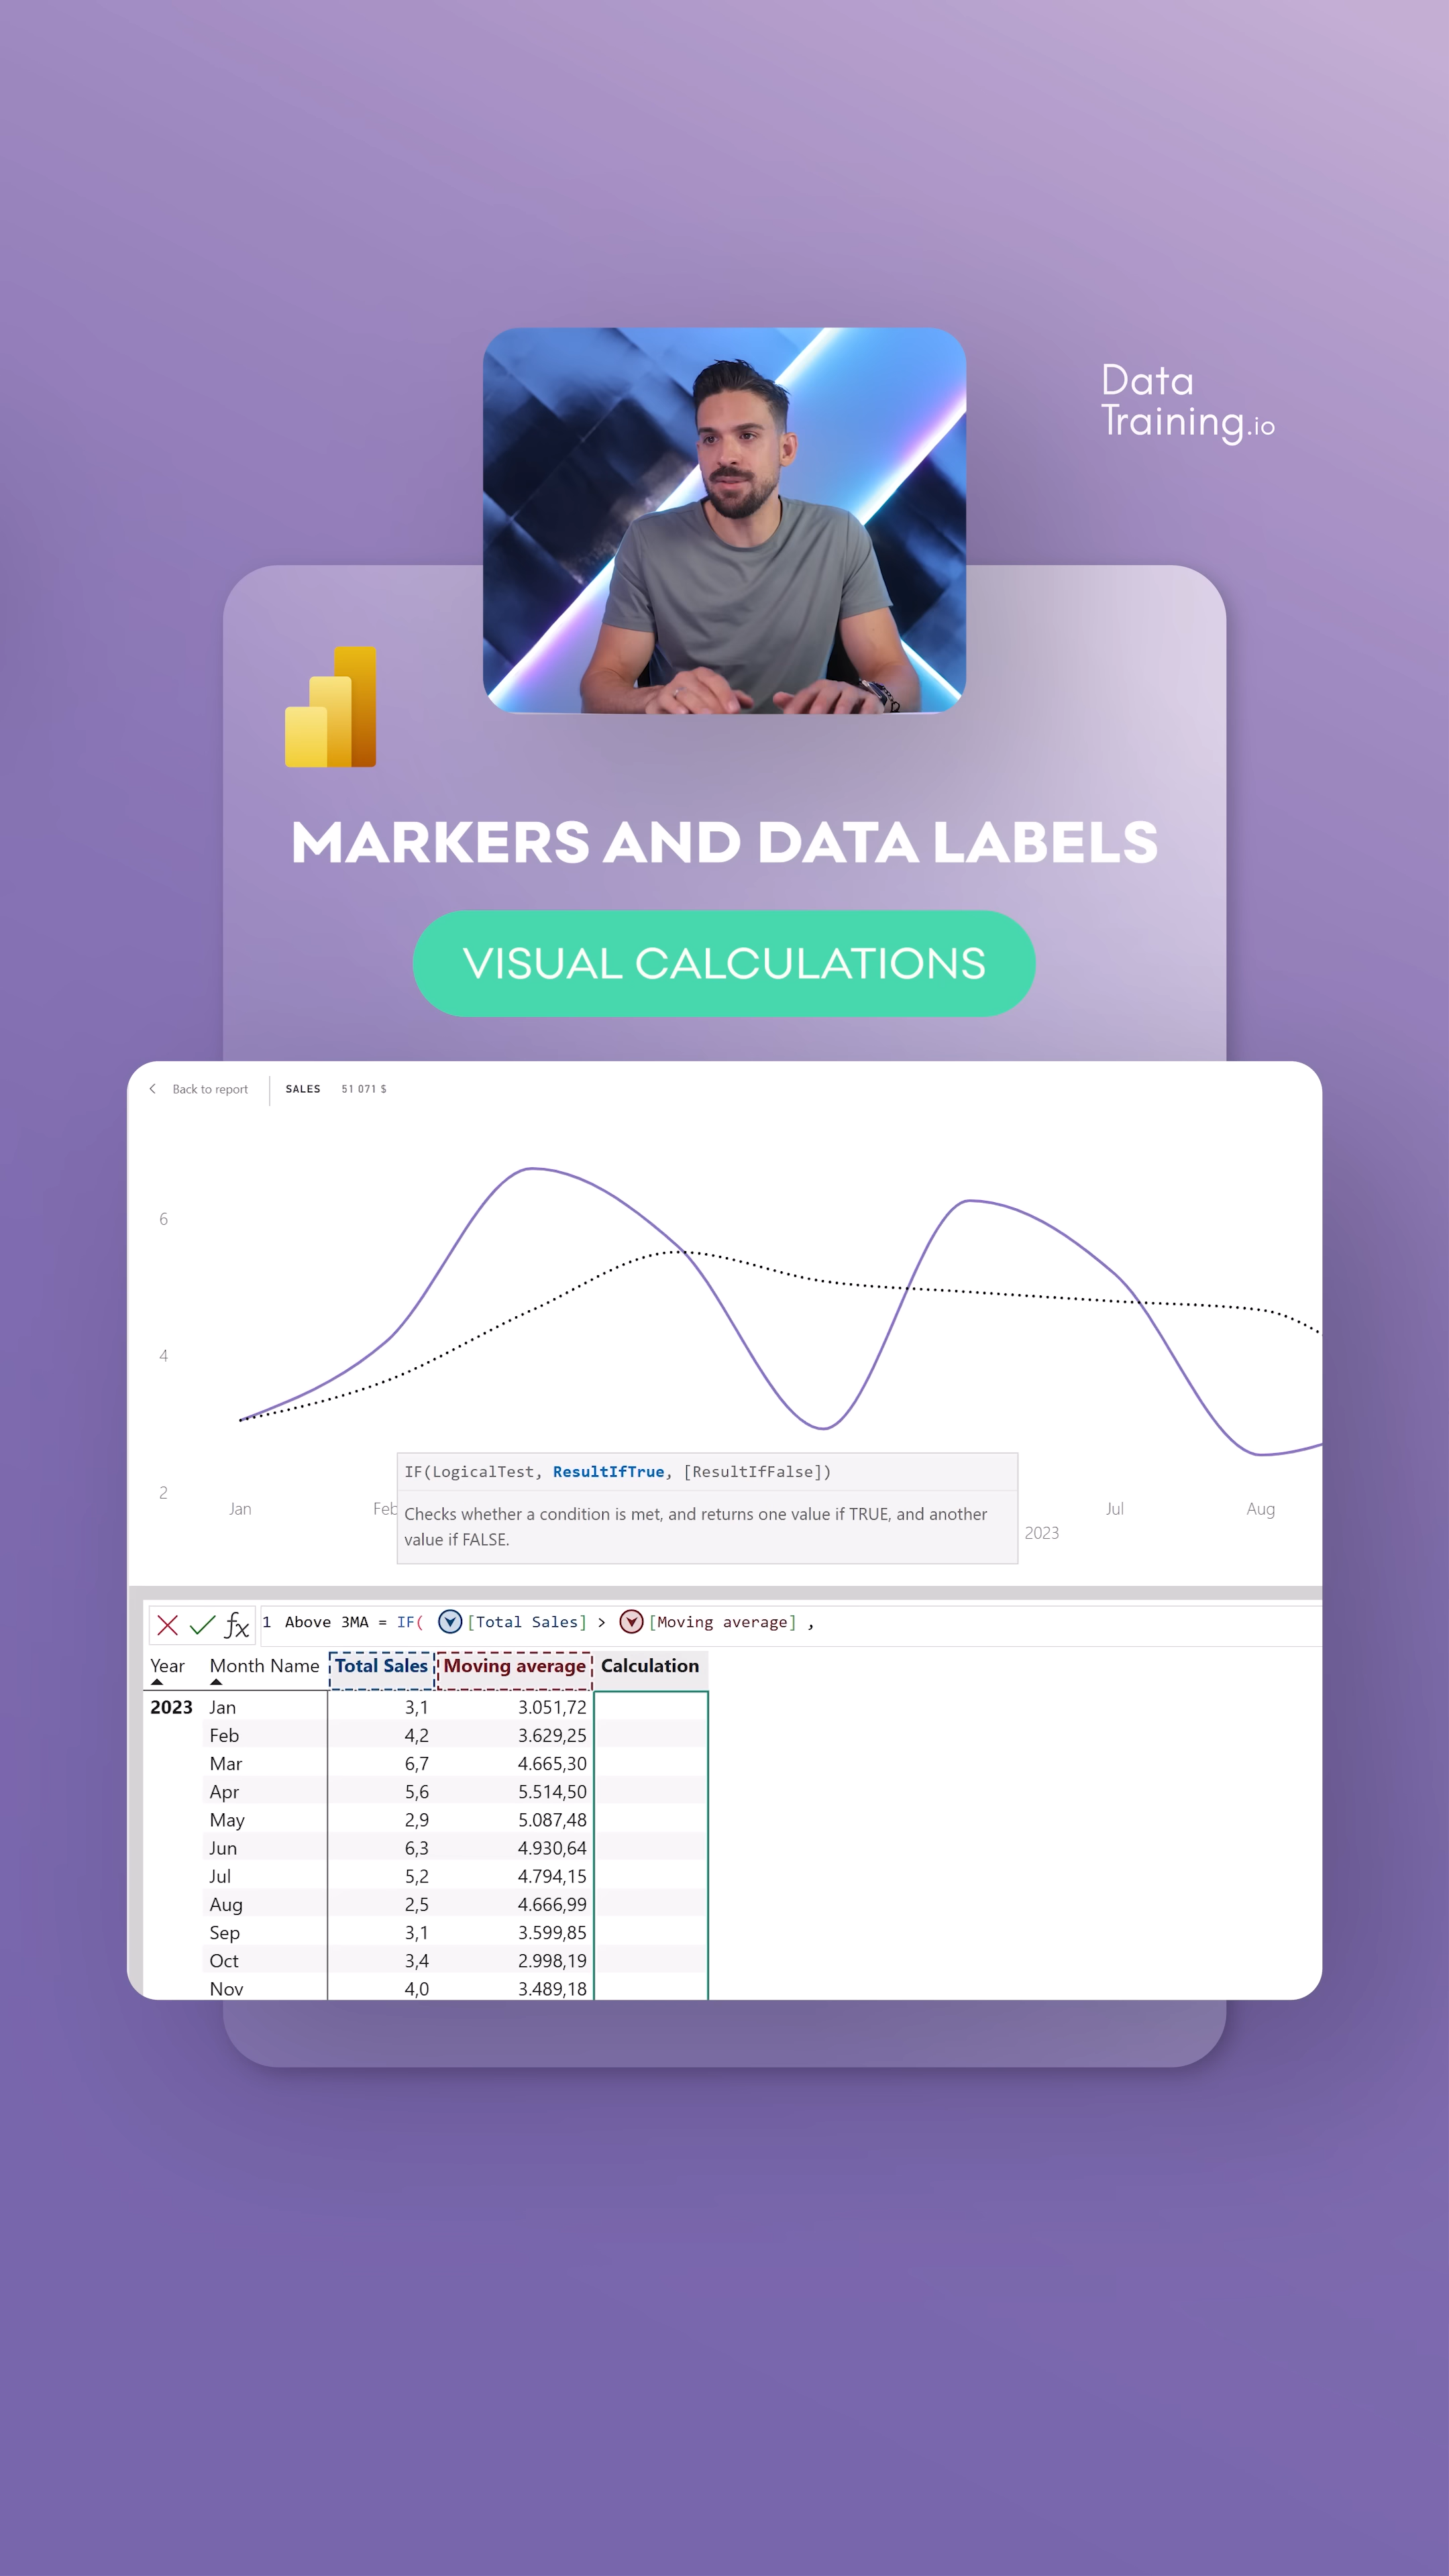 Data
Training.io
MARKERS AND DATA LABELS
VISUAL CALCULATIONS
Back to report SALES 51 071 $
6
4
2
Jan Feb Jul Aug
2023
IF(LogicalTest, ResultIfTrue, [ResultIfFalse])
Checks whether a condition is met, and returns one value if TRUE, and another
value if FALSE.
fx 1 Above 3MA = IF( [Total Sales] > [Moving average] ,
Year Month Name Total Sales Moving average Calculation
2023 Jan 3,1 3.051,72
Feb 4,2 3.629,25
Mar 6,7 4.665,30
Apr 5,6 5.514,50
May 2,9 5.087,48
Jun 6,3 4.930,64
Jul 5,2 4.794,15
Aug 2,5 4.666,99
Sep 3,1 3.599,85
Oct 3,4 2.998,19
Nov 4,0 3.489,18